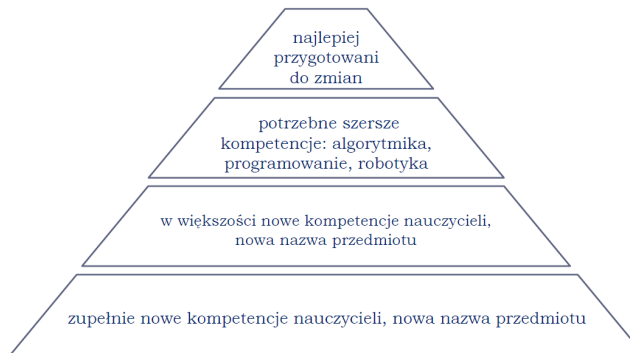 najlepiej
przygotowani
do zmian
potrzebne szersze
kompetencje: algorytmika,
programowanie, robotyka
w większości nowe kompetencje nauczycieli,
nowa nazwa przedmiotu
zupełnie nowe kompetencje nauczycieli, nowa nazwa przedmiotu